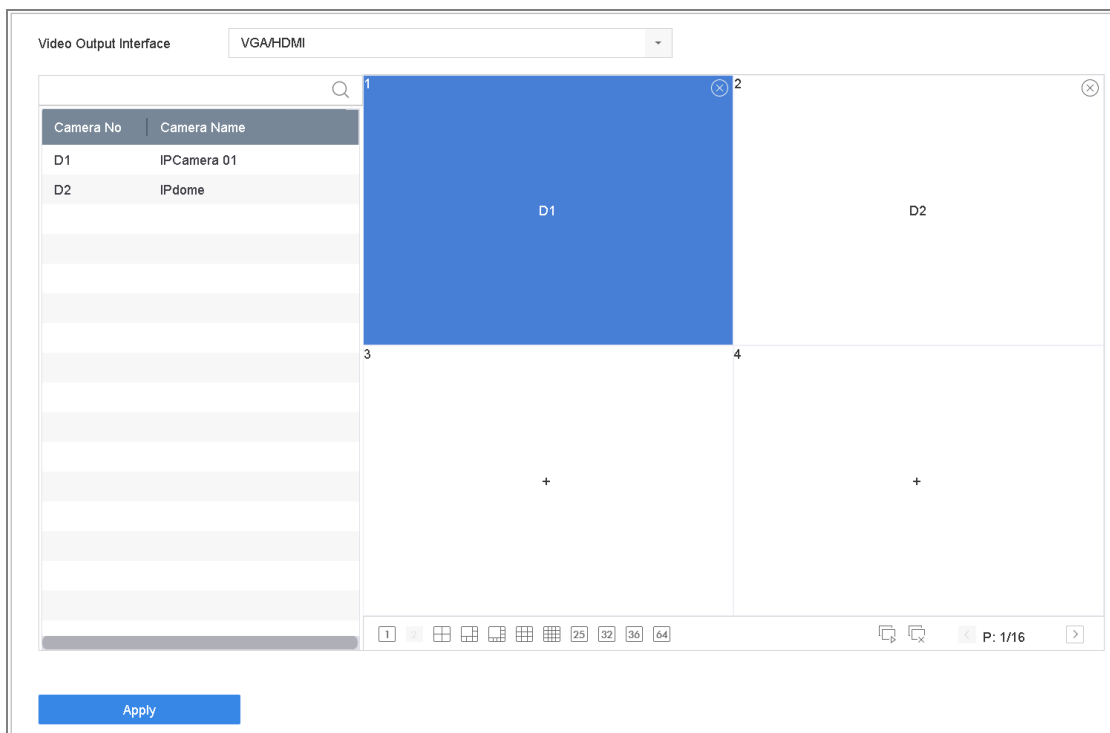 Video Output Interface
VGA/HDMI
Camera No
Camera Name
D1
IPCamera 01
D2
IPdome
1
D1
2
D2
3
+
4
+
1
2
25
32
36
64
P: 1/16
Apply